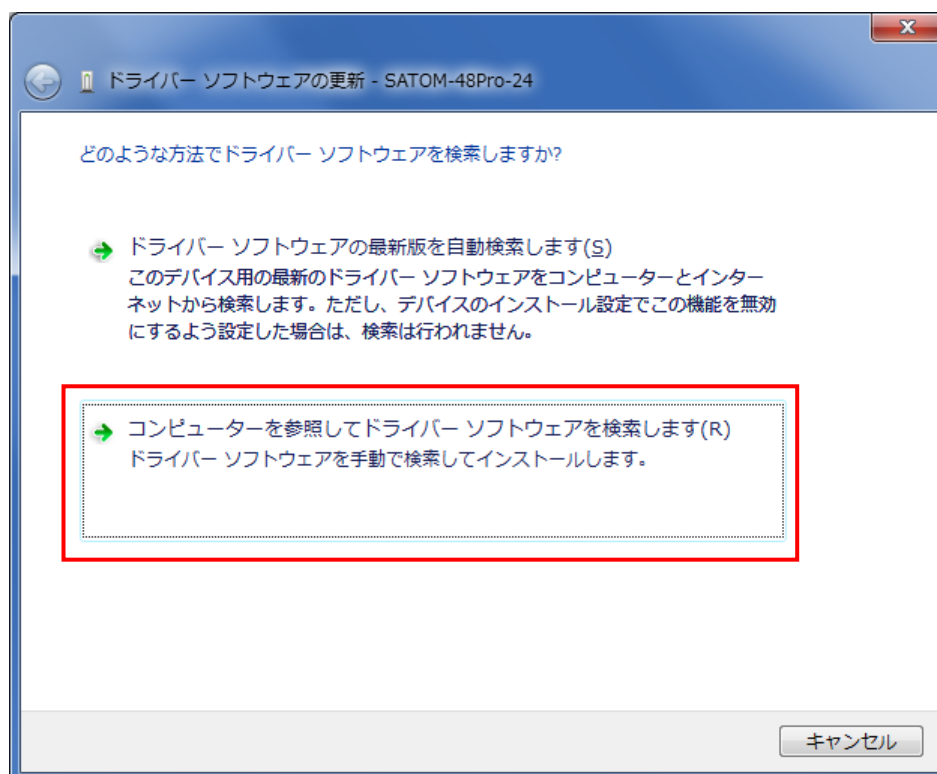 ドライバー ソフトウェアの更新 - SATOM-48Pro-24
どのような方法でドライバー ソフトウェアを検索しますか?
ドライバー ソフトウェアの最新版を自動検索します(S)
このデバイス用の最新のドライバー ソフトウェアをコンピューターとインター
ネットから検索します。ただし、デバイスのインストール設定でこの機能を無効
にするよう設定した場合は、検索は行われません。
コンピューターを参照してドライバー ソフトウェアを検索します(R)
ドライバー ソフトウェアを手動で検索してインストールします。
キャンセル